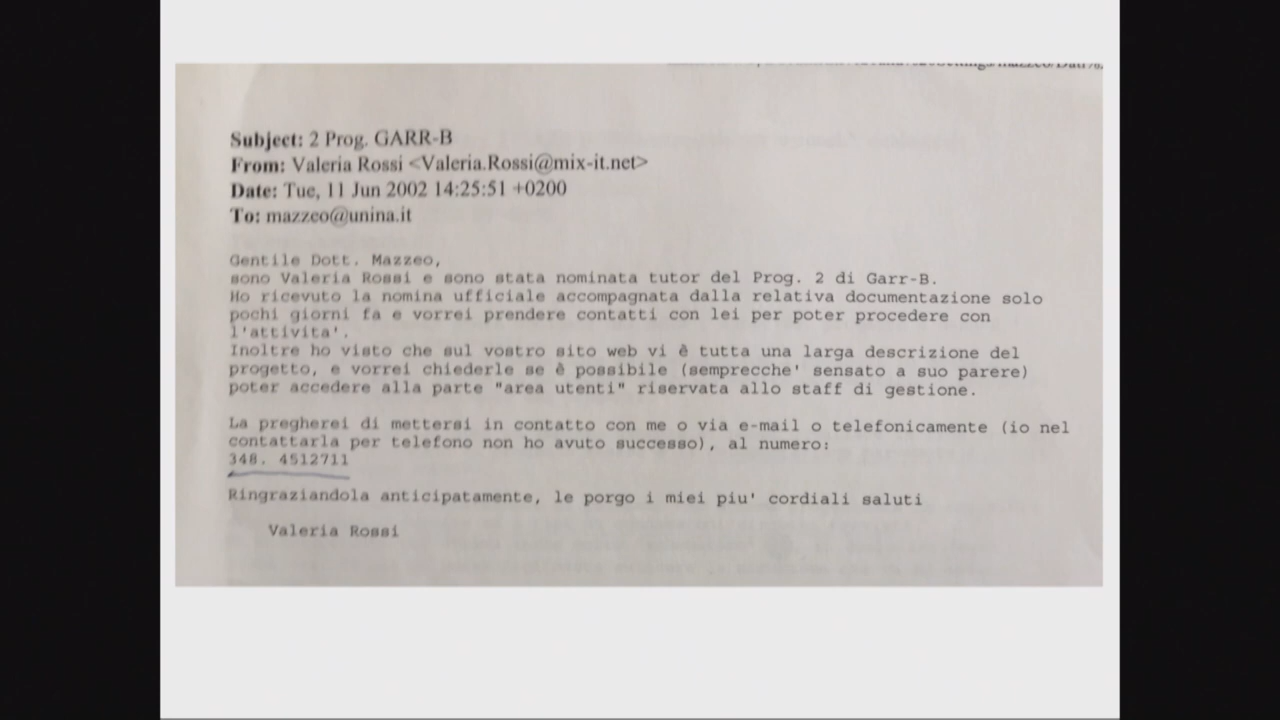 Subject: 2 Prog. GARR-B
From: Valeria Rossi <Valeria.Rossi@mix-it.net>
Date: Tue, 11 Jun 2002 14:25:51 +0200
To: mazzeo@unina.it
Gentile Dott. Mazzeo,
sono Valeria Rossi e sono stata nominata tutor del Prog. 2 di Garr-B.
Ho ricevuto la nomina ufficiale accompagnata dalla relativa documentazione solo
pochi giorni fa e vorrei prendere contatti con lei per poter procedere con
l'attivita'.
Inoltre ho visto che sul vostro sito web vi è tutta una larga descrizione del
progetto, e vorrei chiederle se è possibile (semprecche' sensato a suo parere)
poter accedere alla parte "area utenti" riservata allo staff di gestione.
La pregherei di mettersi in contatto con me o via e-mail o telefonicamente (io nel
contattarla per telefono non ho avuto successo), al numero:
348. 4512711
Ringraziandola anticipatamente, le porgo i miei piu' cordiali saluti
Valeria Rossi